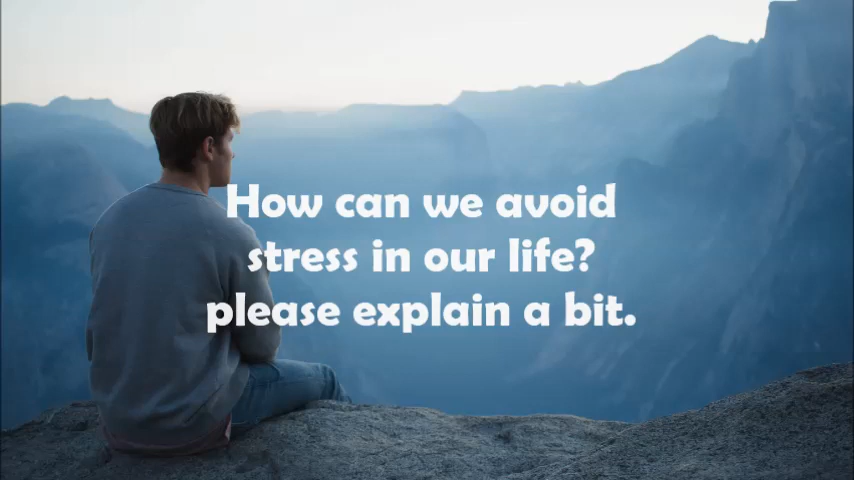 How can we avoid
stress in our life?
please explain a bit.